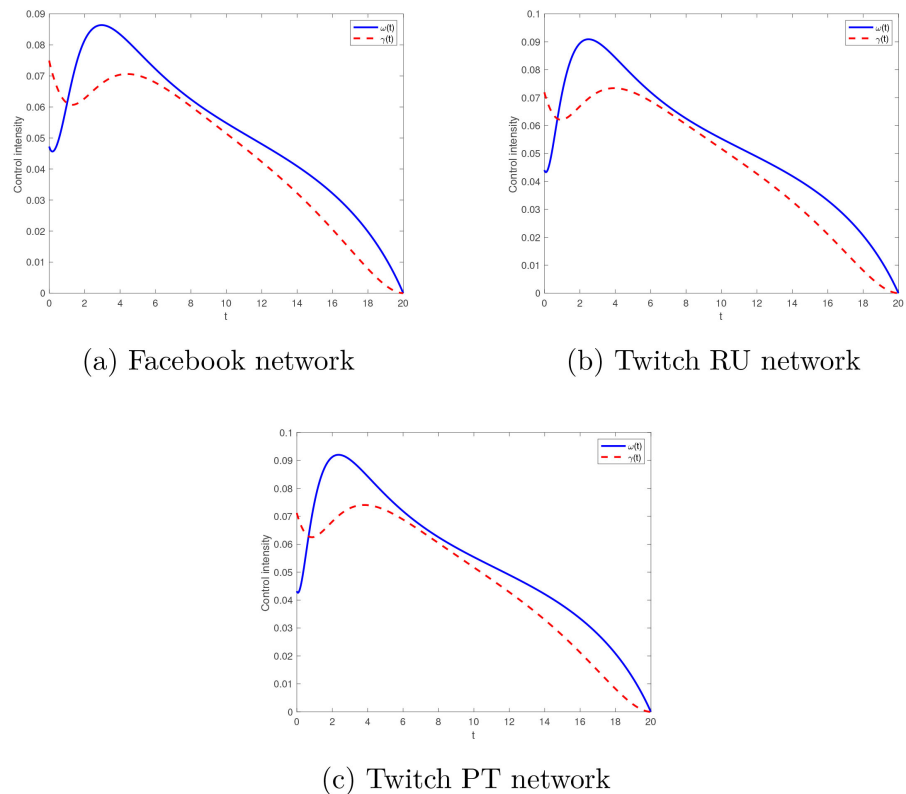 0.09
0.08
0.07
0.06
0.05
0.04
0.03
0.02
0.01
0
Control intensity
ω(t)
γ(t)
0 2 4 6 8 10 12 14 16 18 20
t
(a) Facebook network
0.1
0.09
0.08
0.07
0.06
0.05
0.04
0.03
0.02
0.01
0
Control intensity
ω(t)
γ(t)
0 2 4 6 8 10 12 14 16 18 20
t
(b) Twitch RU network
0.1
0.09
0.08
0.07
0.06
0.05
0.04
0.03
0.02
0.01
0
Control intensity
ω(t)
γ(t)
0 2 4 6 8 10 12 14 16 18 20
t
(c) Twitch PT network